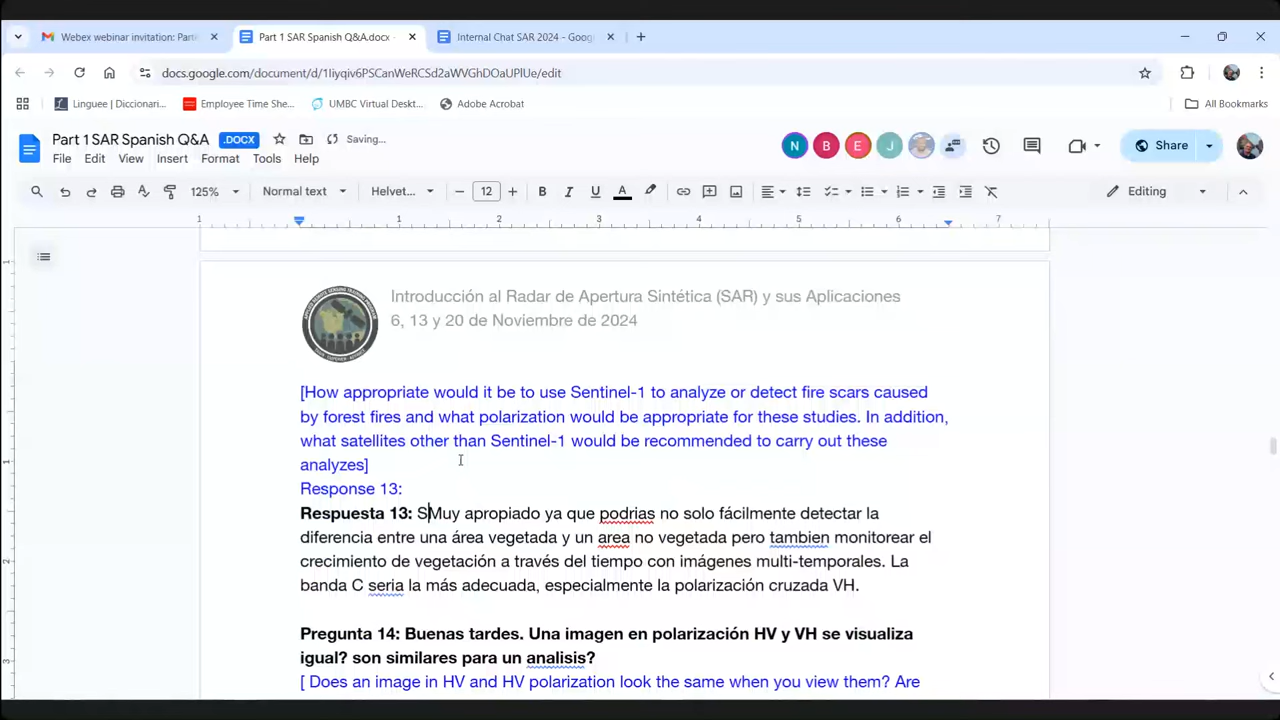 Webex webinar invitation: Parti
Part 1 SAR Spanish Q&A.docx
Internal Chat SAR 2024 - Goog
docs.google.com/document/d/1Iiyqiv6PSCanWeRCSd2aWVGhDOaUPlUe/edit
Linguee | Diccionari...
Employee Time She...
UMBC Virtual Deskt...
Adobe Acrobat
All Bookmarks
Part 1 SAR Spanish Q&A .DOCX Saving...
N B E J
Share
File Edit View Insert Format Tools Help
125% Normal text Helvet... 12 B I U A Editing
1 1 2 3 4 5 6 7
Introducción al Radar de Apertura Sintética (SAR) y sus Aplicaciones
6, 13 y 20 de Noviembre de 2024
[How appropriate would it be to use Sentinel-1 to analyze or detect fire scars caused
by forest fires and what polarization would be appropriate for these studies. In addition,
what satellites other than Sentinel-1 would be recommended to carry out these
analyzes]
Response 13:
Respuesta 13: SMuy apropiado ya que podrias no solo fácilmente detectar la
diferencia entre una área vegetada y un area no vegetada pero tambien monitorear el
crecimiento de vegetación a través del tiempo con imágenes multi-temporales. La
banda C seria la más adecuada, especialmente la polarización cruzada VH.
Pregunta 14: Buenas tardes. Una imagen en polarización HV y VH se visualiza
igual? son similares para un analisis?
[ Does an image in HV and HV polarization look the same when you view them? Are